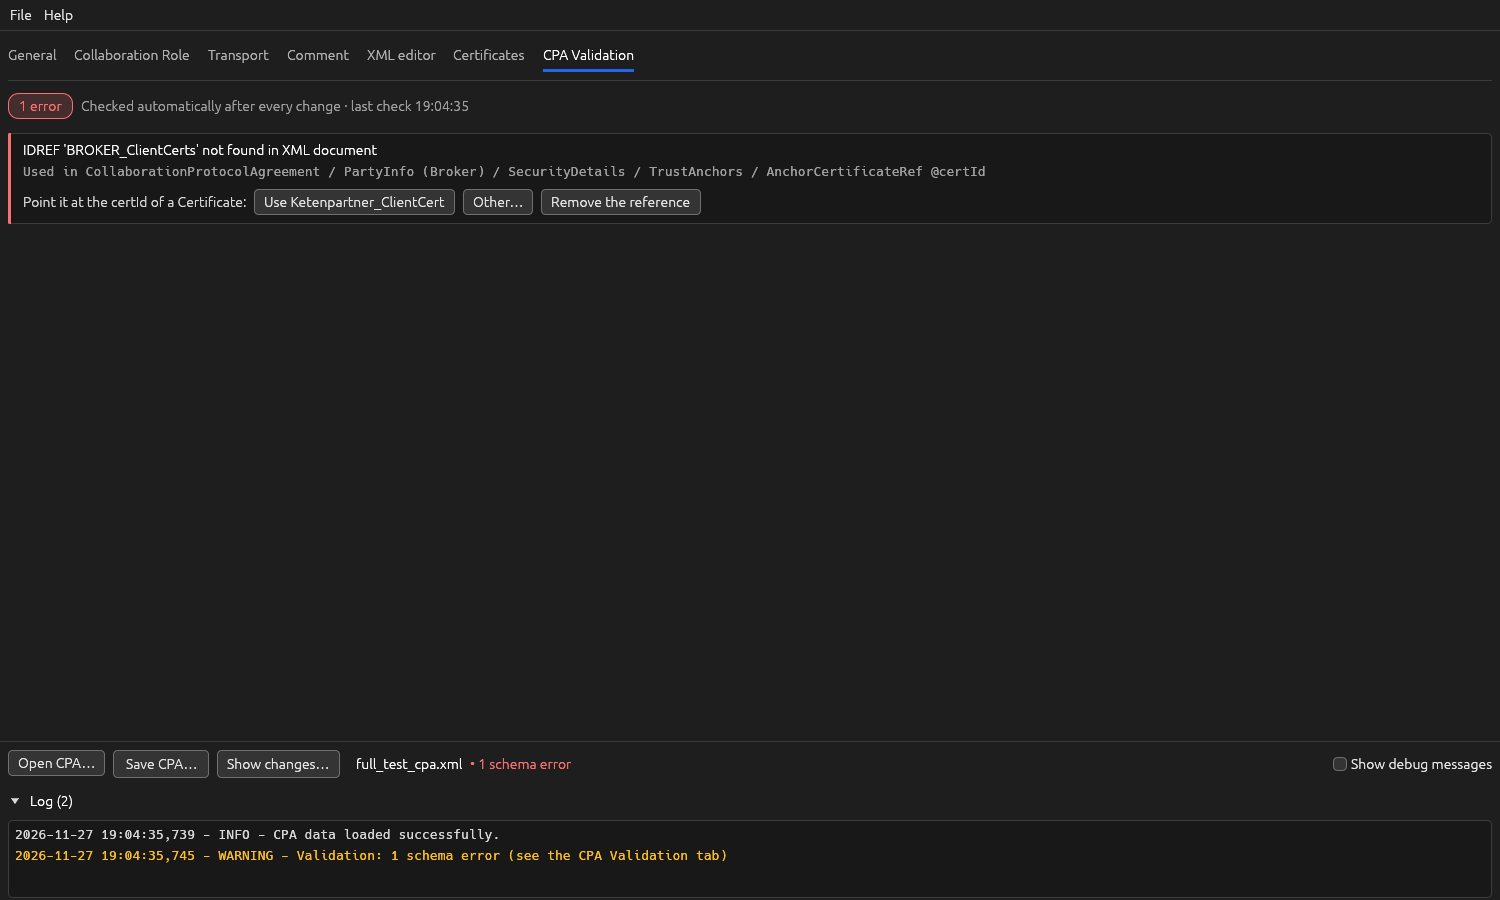 File Help
General Collaboration Role Transport Comment XML editor Certificates CPA Validation
1 error Checked automatically after every change · last check 19:04:35
IDREF 'BROKER_ClientCerts' not found in XML document
Used in CollaborationProtocolAgreement / PartyInfo (Broker) / SecurityDetails / TrustAnchors / AnchorCertificateRef @certId
Point it at the certId of a Certificate: Use Ketenpartner_ClientCert Other... Remove the reference
Open CPA... Save CPA... Show changes... full_test_cpa.xml • 1 schema error Show debug messages
Log (2)
2026-11-27 19:04:35,739 - INFO - CPA data loaded successfully.
2026-11-27 19:04:35,745 - WARNING - Validation: 1 schema error (see the CPA Validation tab)